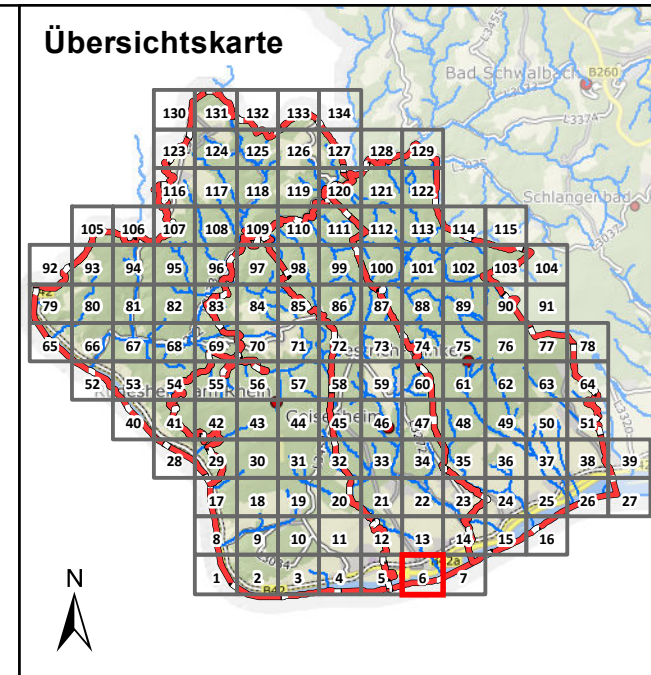 Übersichtskarte
L3455
Bad Schwalbach
B260
L3374
130 131 132 133 134
123 124 125 126 127 128 129
L3035
116 117 118 119 120 121 122
Schlangenbad
105 106 107 108 109 110 111 112 113 114 115
L3037
92 93 94 95 96 97 98 99 100 101 102 103 104
79 80 81 82 83 84 85 86 87 88 89 90 91
65 66 67 68 69 70 71 72 73 74 75 76 77 78
52 53 54 55 56 57 58 59 60 61 62 63 64
L3320
40 41 42 43 44 45 46 47 48 49 50 51
28 29 30 31 32 33 34 35 36 37 38 39
17 18 19 20 21 22 23 24 25 26 27
8 9 10 11 12 13 14 15 16
L3034
1 2 3 4 5 6 7
B42
N